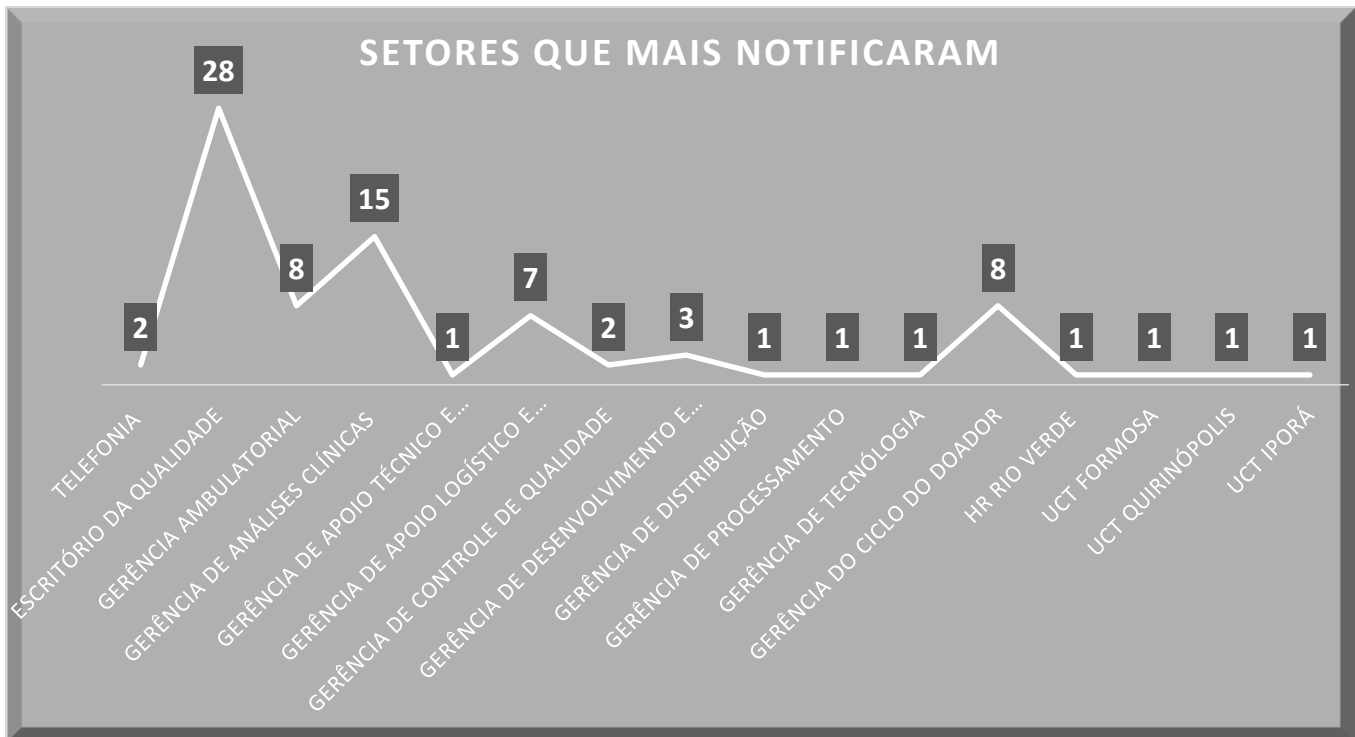 SETORES QUE MAIS NOTIFICARAM
28
15
8
7
8
2
1
2
3
1
1
1
1
1
1
1
TELEFONIA
ESCRITÓRIO DA QUALIDADE
GERÊNCIA AMBULATORIAL
GERÊNCIA DE ANÁLISES CLÍNICAS
GERÊNCIA DE APOIO TÉCNICO E...
GERÊNCIA DE APOIO LOGÍSTICO E...
GERÊNCIA DE CONTROLE DE QUALIDADE
GERÊNCIA DE DESENVOLVIMENTO E...
GERÊNCIA DE DISTRIBUIÇÃO
GERÊNCIA DE PROCESSAMENTO
GERÊNCIA DE TECNÓLOGIA
GERÊNCIA DO CICLO DO DOADOR
HR RIO VERDE
UCT FORMOSA
UCT QUIRINÓPOLIS
UCT IPORÁ